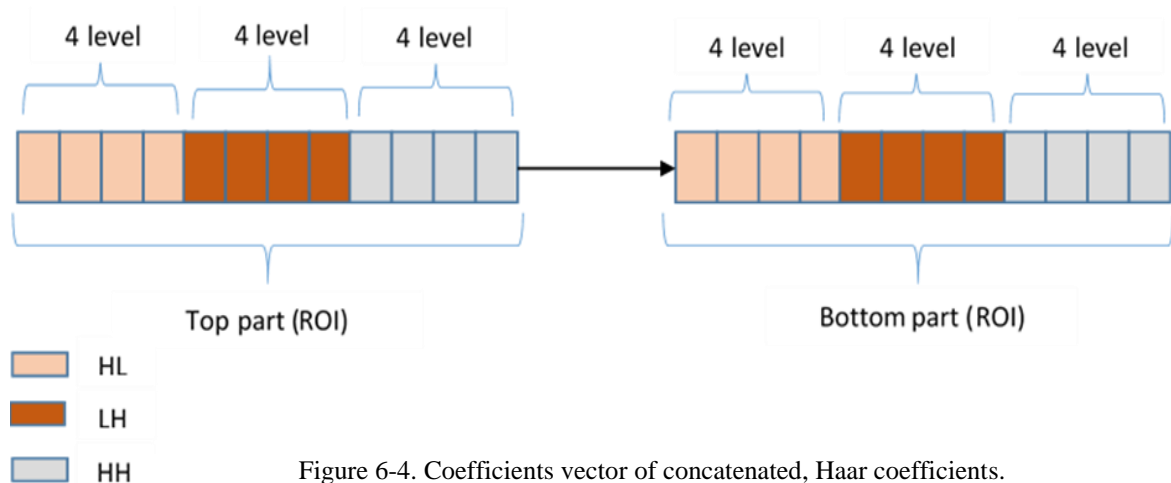 4 level
4 level
4 level
4 level
4 level
4 level
Top part (ROI)
Bottom part (ROI)
HL
LH
HH
Figure 6-4. Coefficients vector of concatenated, Haar coefficients.